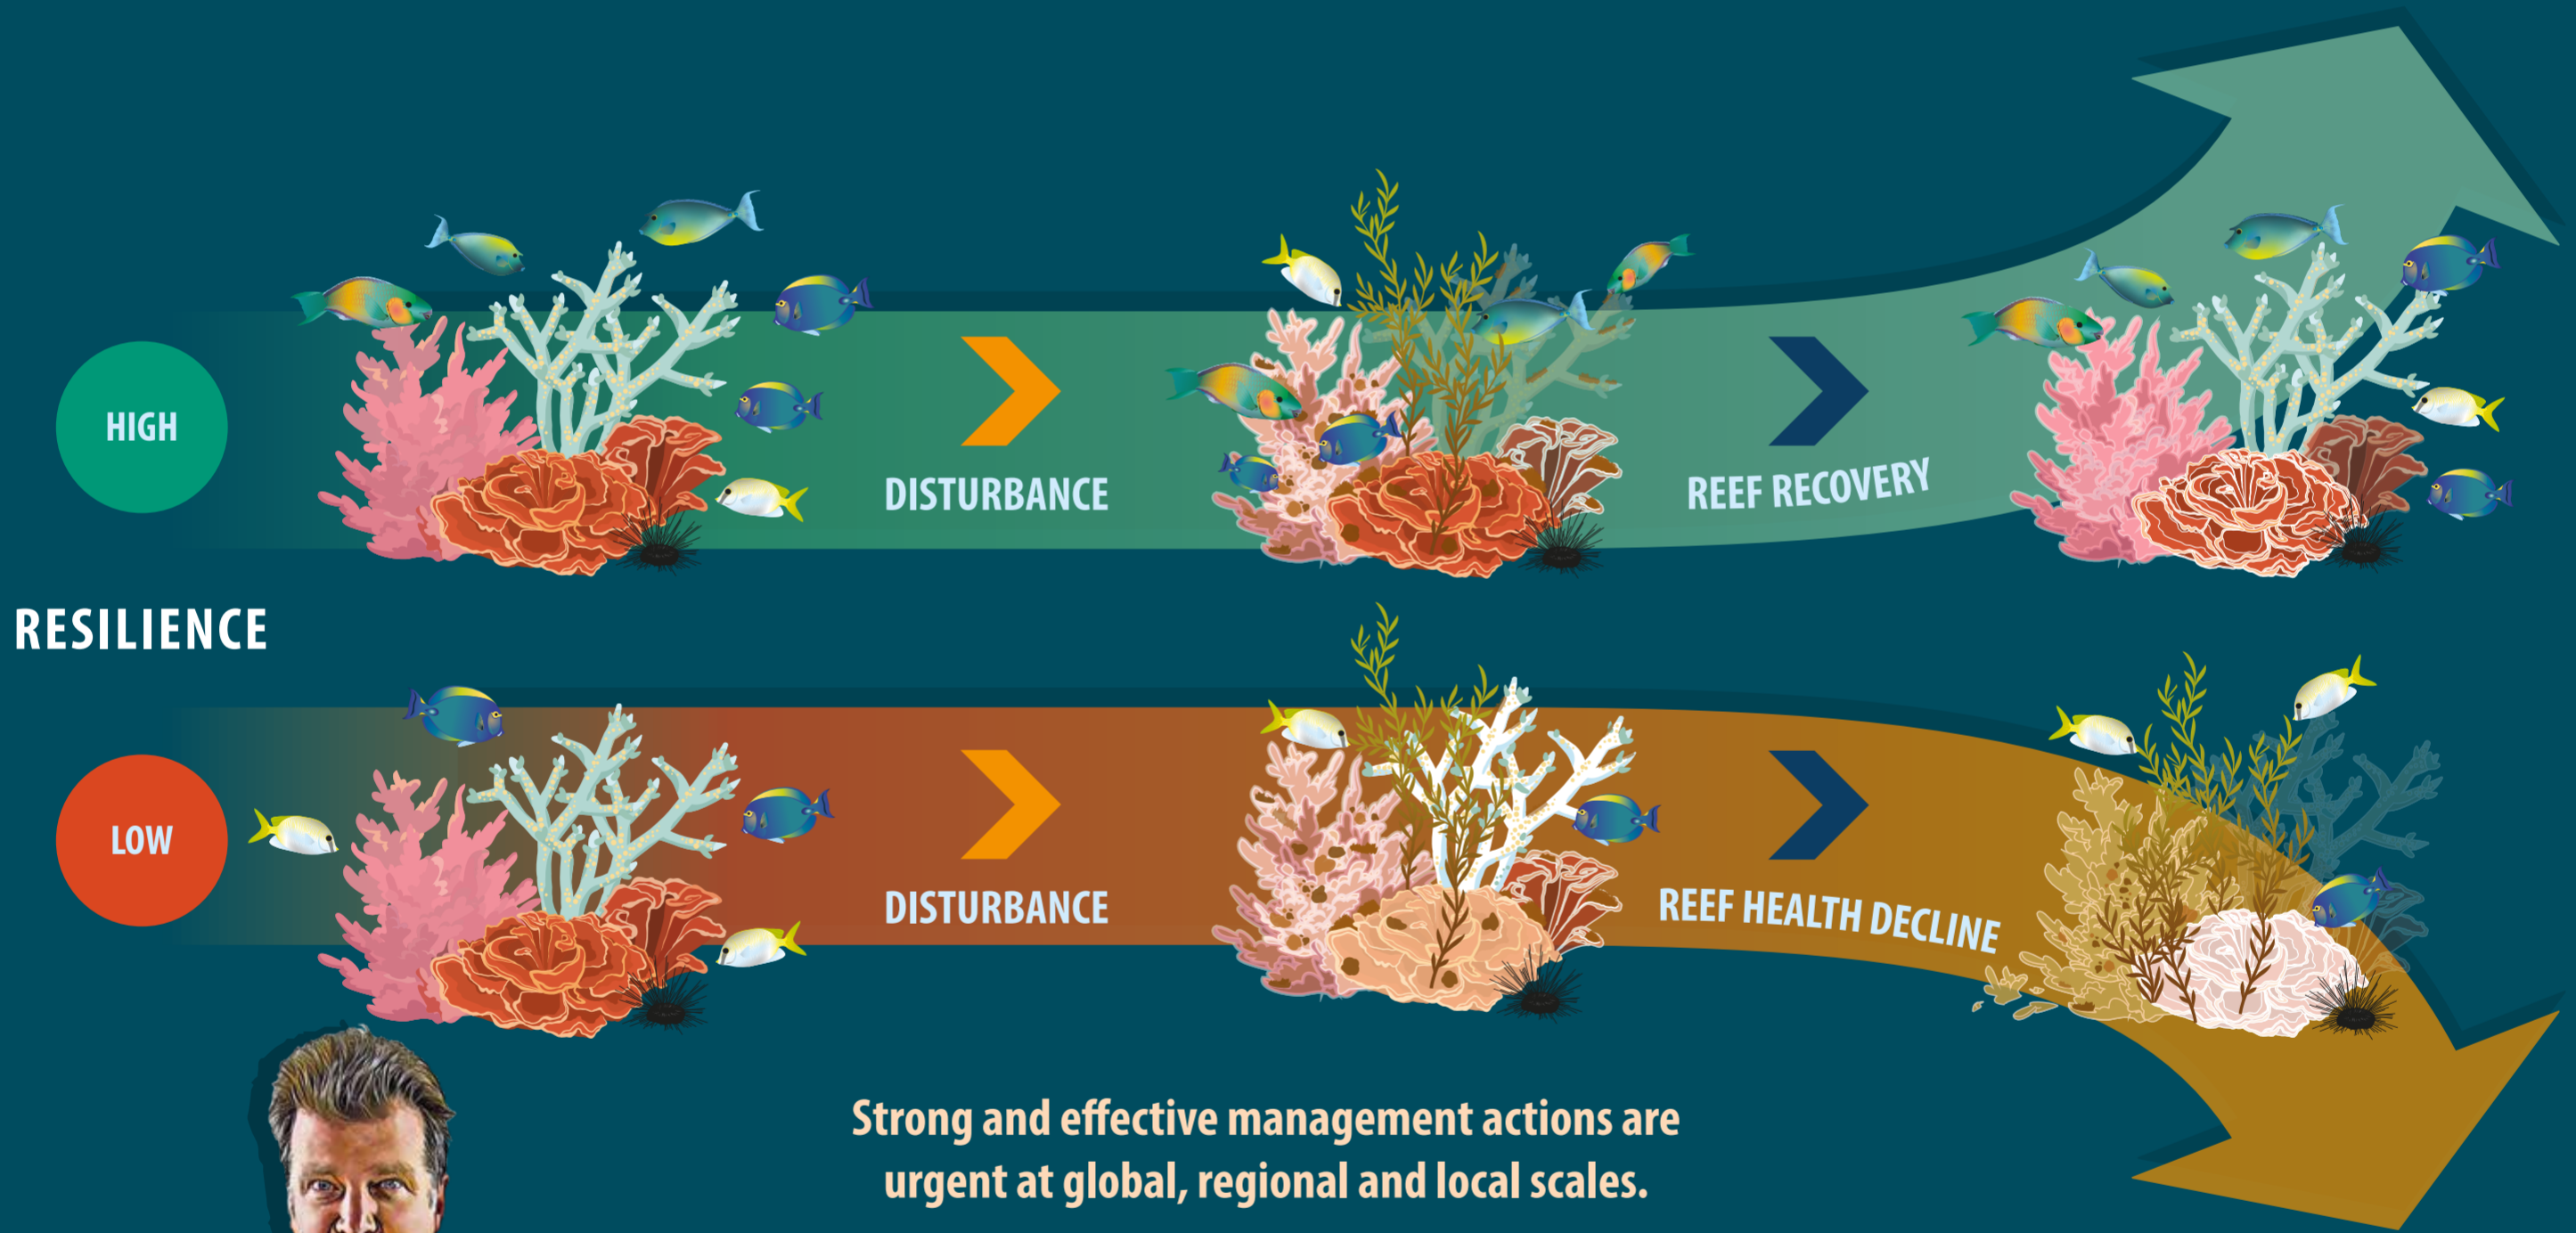 HIGH
DISTURBANCE
REEF RECOVERY
RESILIENCE
LOW
DISTURBANCE
REEF HEALTH DECLINE
Strong and effective management actions are
urgent at global, regional and local scales.